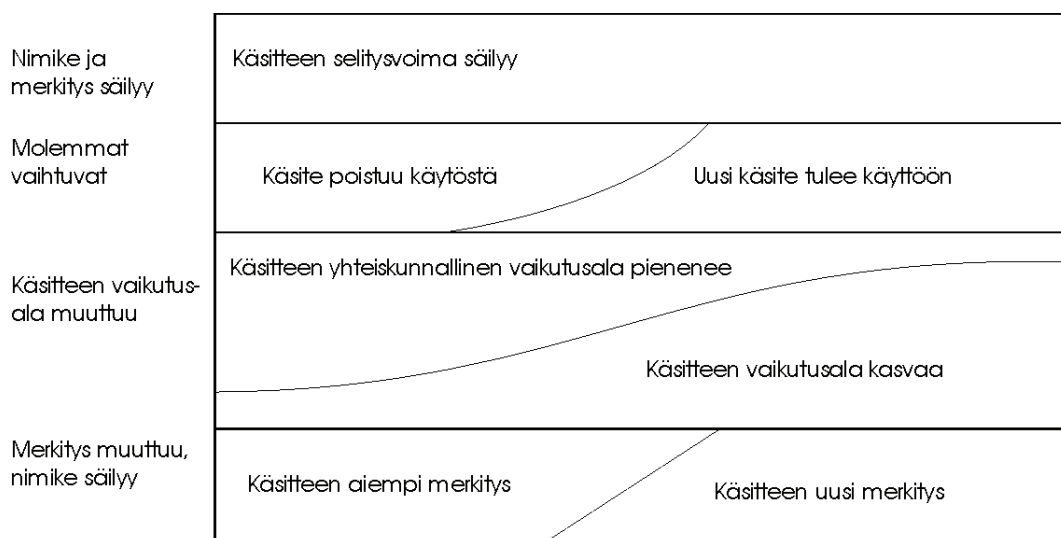 Nimike ja
merkitys säilyy
Käsitteen selitysvoima säilyy
Molemmat
vaihtuvat
Käsite poistuu käytöstä
Uusi käsite tulee käyttöön
Käsitteen vaikutus-
ala muuttuu
Käsitteen yhteiskunnallinen vaikutusala pienenee
Käsitteen vaikutusala kasvaa
Merkitys muuttuu,
nimike säilyy
Käsitteen aiempi merkitys
Käsitteen uusi merkitys